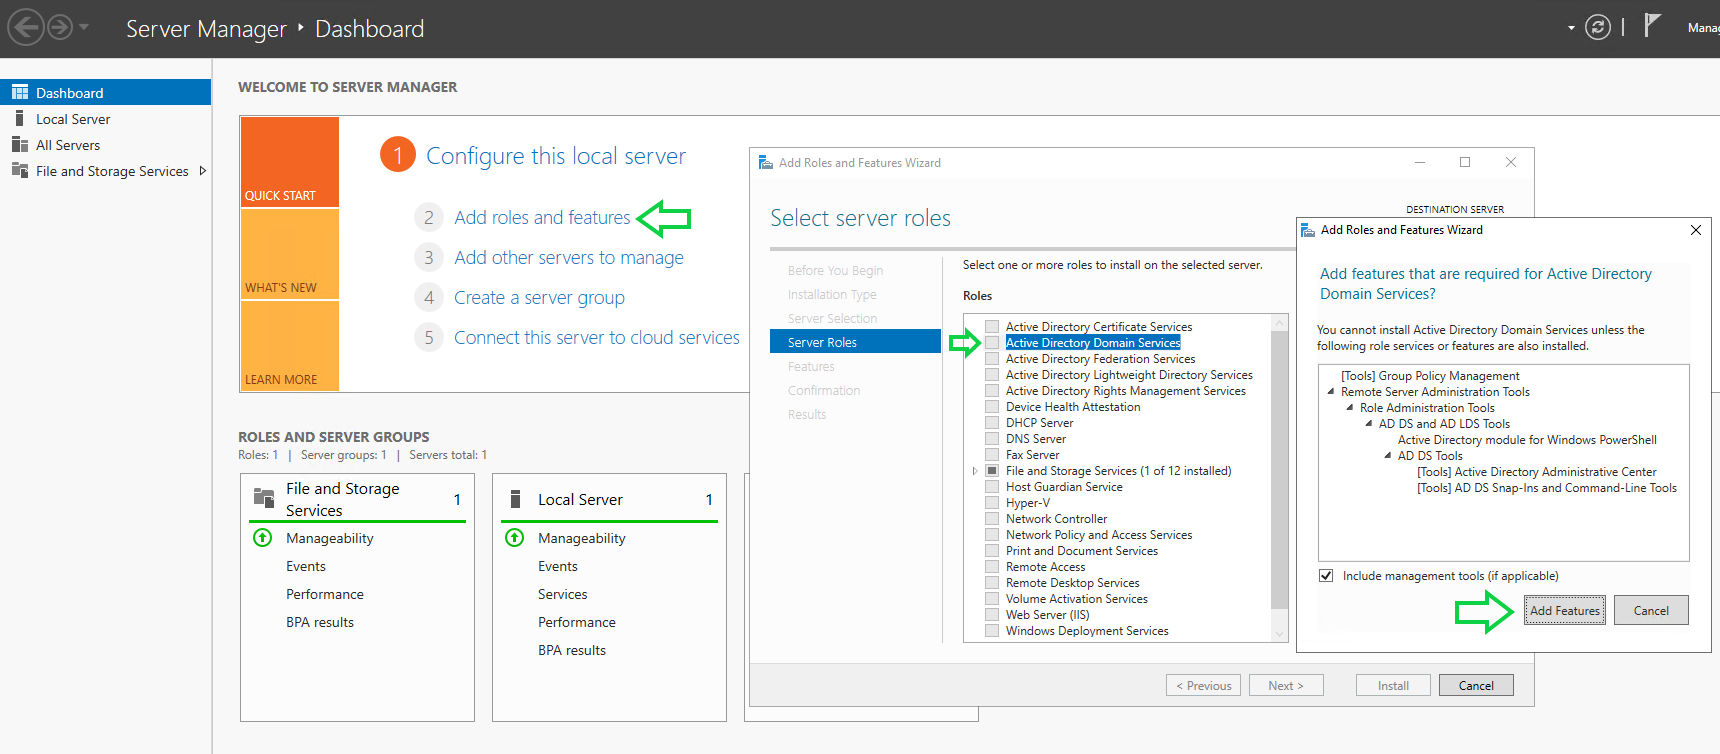 Server Manager ‣ Dashboard
Manag
Dashboard
Local Server
All Servers
File and Storage Services
WELCOME TO SERVER MANAGER
QUICK START
WHAT'S NEW
LEARN MORE
1 Configure this local server
2 Add roles and features
3 Add other servers to manage
4 Create a server group
5 Connect this server to cloud services
ROLES AND SERVER GROUPS
Roles: 1 | Server groups: 1 | Servers total: 1
File and Storage
Services
1
Manageability
Events
Performance
BPA results
Local Server 1
Manageability
Events
Services
Performance
BPA results
Add Roles and Features Wizard
Select server roles
DESTINATION SERVER
Before You Begin
Installation Type
Server Selection
Server Roles
Features
Confirmation
Results
Select one or more roles to install on the selected server.
Roles
Active Directory Certificate Services
Active Directory Domain Services
Active Directory Federation Services
Active Directory Lightweight Directory Services
Active Directory Rights Management Services
Device Health Attestation
DHCP Server
DNS Server
Fax Server
File and Storage Services (1 of 12 installed)
Host Guardian Service
Hyper-V
Network Controller
Network Policy and Access Services
Print and Document Services
Remote Access
Remote Desktop Services
Volume Activation Services
Web Server (IIS)
Windows Deployment Services
< Previous
Next >
Install
Cancel
Add Roles and Features Wizard
Add features that are required for Active Directory
Domain Services?
You cannot install Active Directory Domain Services unless the
following role services or features are also installed.
[Tools] Group Policy Management
Remote Server Administration Tools
Role Administration Tools
AD DS and AD LDS Tools
Active Directory module for Windows PowerShell
AD DS Tools
[Tools] Active Directory Administrative Center
[Tools] AD DS Snap-Ins and Command-Line Tools
Include management tools (if applicable)
Add Features
Cancel